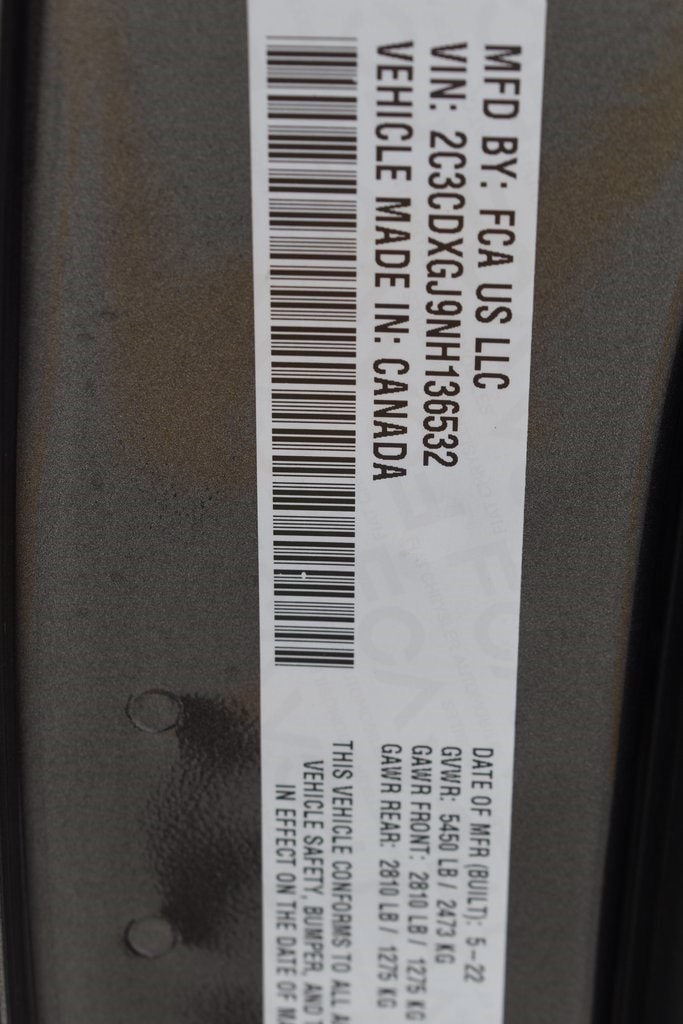 MFD BY: FCA US LLC
VIN: 2C3CDXGJ9NH136532
VEHICLE MADE IN: CANADA
DATE OF MFR (BUILT): 5-22
GVWR: 5450 LB / 2473 KG
GAWR FRONT: 2810 LB / 1275 KG
GAWR REAR: 2810 LB / 1275 KG
THIS VEHICLE CONFORMS TO ALL
VEHICLE SAFETY, BUMPER, AND
IN EFFECT ON THE DATE OF